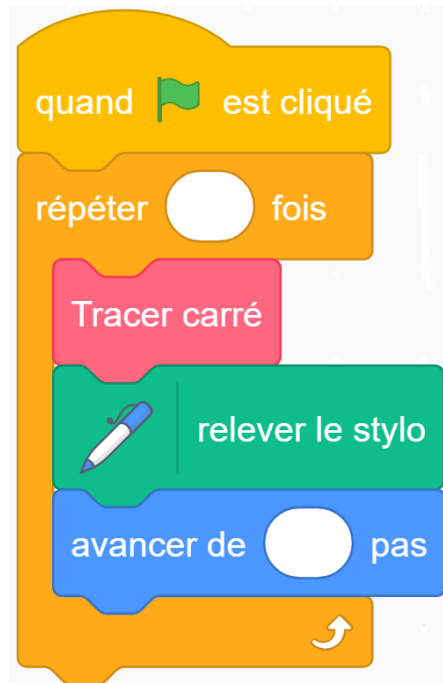 quand est cliqué
répéter fois
Tracer carré
relever le stylo
avancer de pas